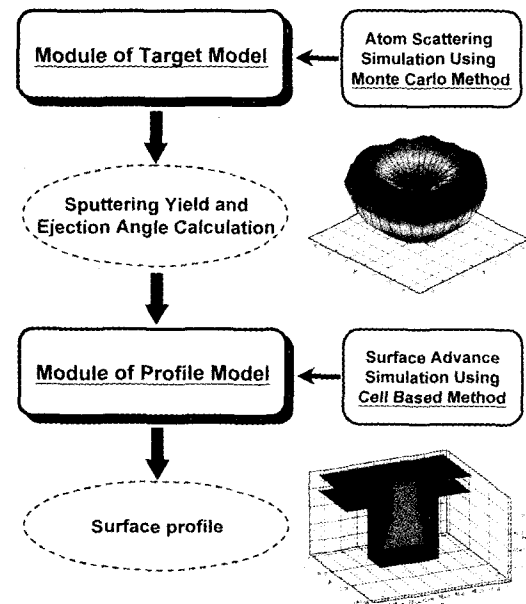 Module of Target Model
Atom Scattering
Simulation Using
Monte Carlo Method
Sputtering Yield and
Ejection Angle Calculation
Module of Profile Model
Surface Advance
Simulation Using
Cell Based Method
Surface profile